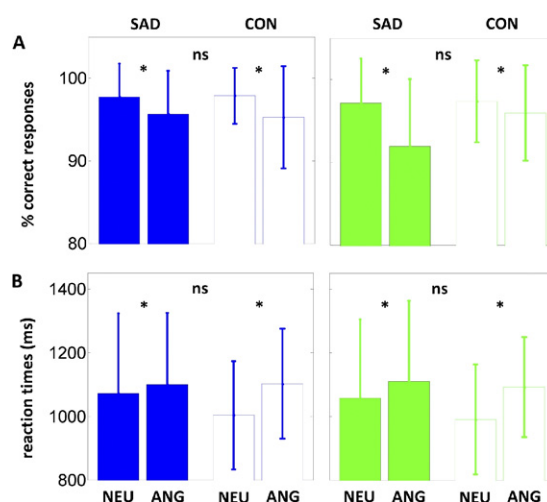 SAD CON SAD CON
A
ns ns
* * * *
100
90
80
% correct responses
B
ns ns
* * * *
1400
1200
1000
800
reaction times (ms)
NEU ANG NEU ANG NEU ANG NEU ANG